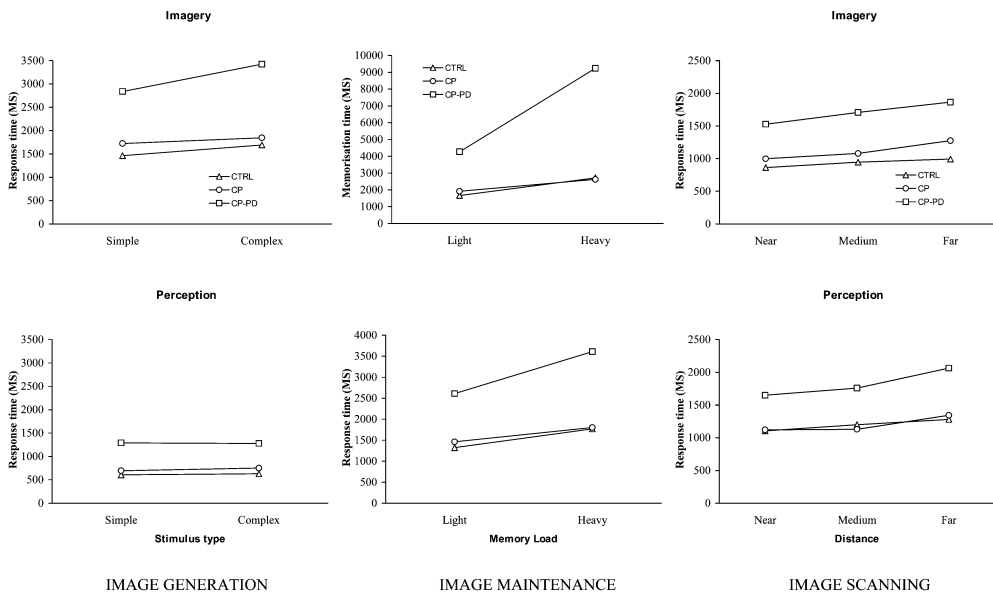 Imagery
Response time (MS)
3500
3000
2500
2000
1500
1000
500
0
CTRL
CP
CP-PD
Simple Complex
Memorisation time (MS)
10000
9000
8000
7000
6000
5000
4000
3000
2000
1000
0
CTRL
CP
CP-PD
Light Heavy
Imagery
Response time (MS)
2500
2000
1500
1000
500
0
CTRL
CP
CP-PD
Near Medium Far
Perception
Response time (MS)
3500
3000
2500
2000
1500
1000
500
0
Simple Complex
Stimulus type
Response time (MS)
4000
3500
3000
2500
2000
1500
1000
500
0
Light Heavy
Memory Load
Perception
Response time (MS)
2500
2000
1500
1000
500
0
Near Medium Far
Distance
IMAGE GENERATION IMAGE MAINTENANCE IMAGE SCANNING